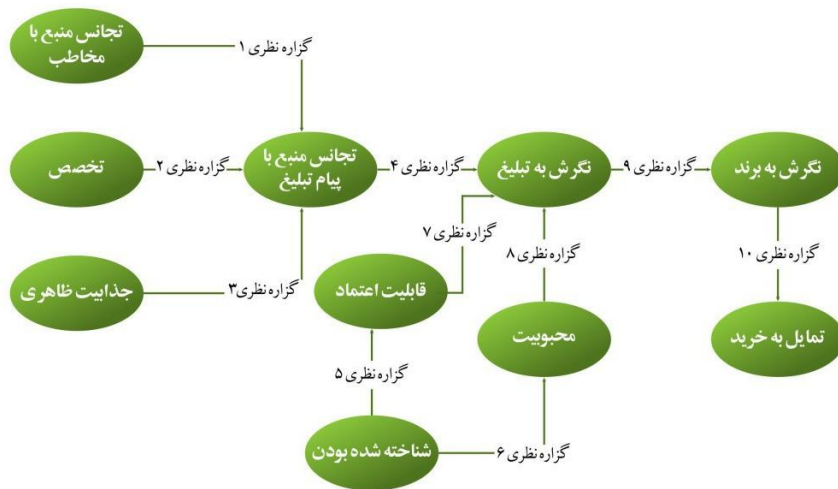 تجانس منبع با
مخاطب
گزاره نظری ۱
تخصص
گزاره نظری ۲
تجانس منبع با
پیام تبلیغ
گزاره نظری ۴
نگرش به تبلیغ
گزاره نظری ۹
نگرش به برند
گزاره نظری ۷
گزاره نظری ۸
گزاره نظری ۱۰
جذابیت ظاهری
گزاره نظری۳
قابلیت اعتماد
محبوبیت
تمایل به خرید
گزاره نظری ۵
شناخته شده بودن
گزاره نظری ۶